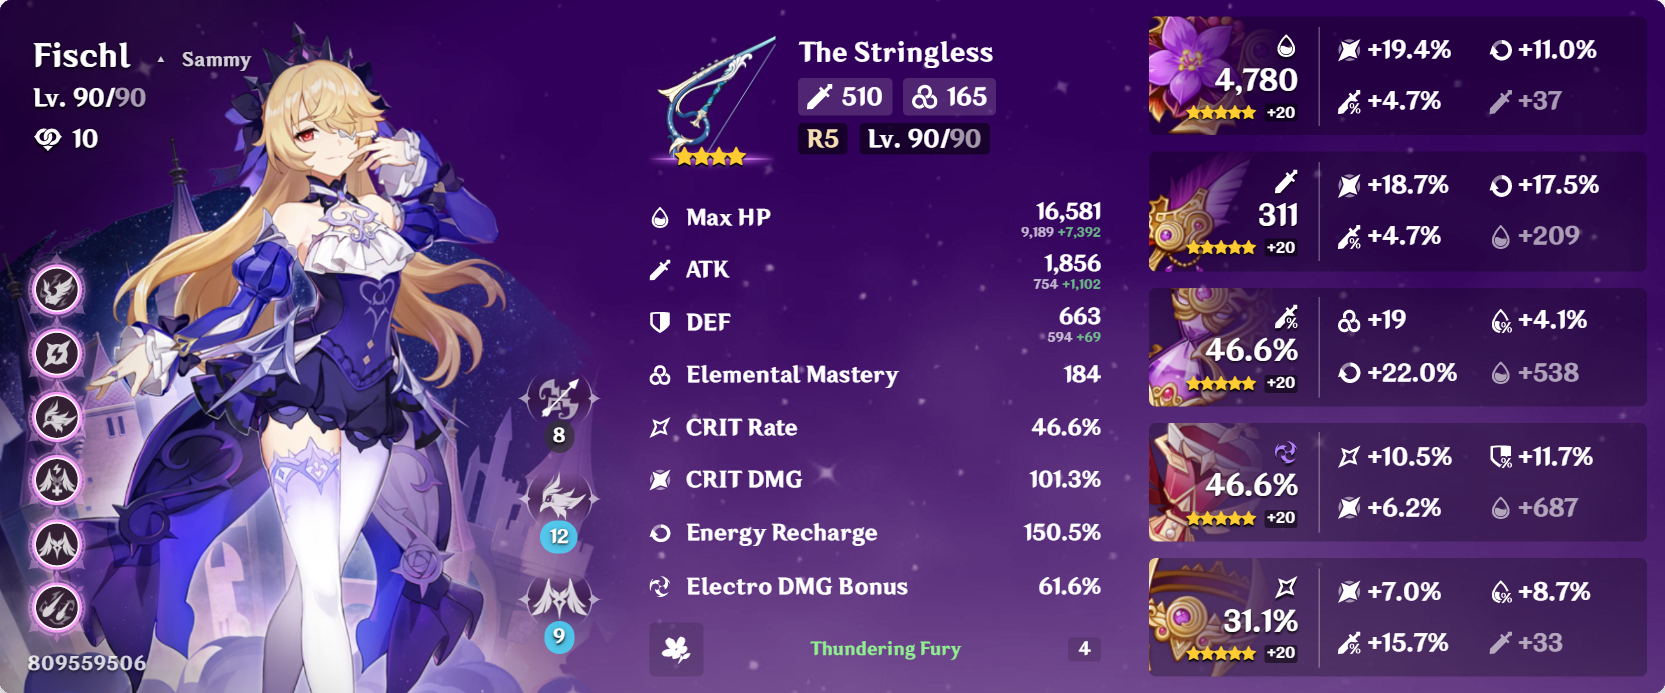 Fischl · Sammy
Lv. 90/90
10
8
12
9
809559506
The Stringless
510 165
R5 Lv. 90/90
Max HP 16,581
9,189 +7,392
ATK 1,856
754 +1,102
DEF 663
594 +69
Elemental Mastery 184
CRIT Rate 46.6%
CRIT DMG 101.3%
Energy Recharge 150.5%
Electro DMG Bonus 61.6%
Thundering Fury 4
4,780
+20
+19.4% +11.0%
+4.7% +37
311
+20
+18.7% +17.5%
+4.7% +209
46.6%
+20
+19 +4.1%
+22.0% +538
46.6%
+20
+10.5% +11.7%
+6.2% +687
31.1%
+20
+7.0% +8.7%
+15.7% +33